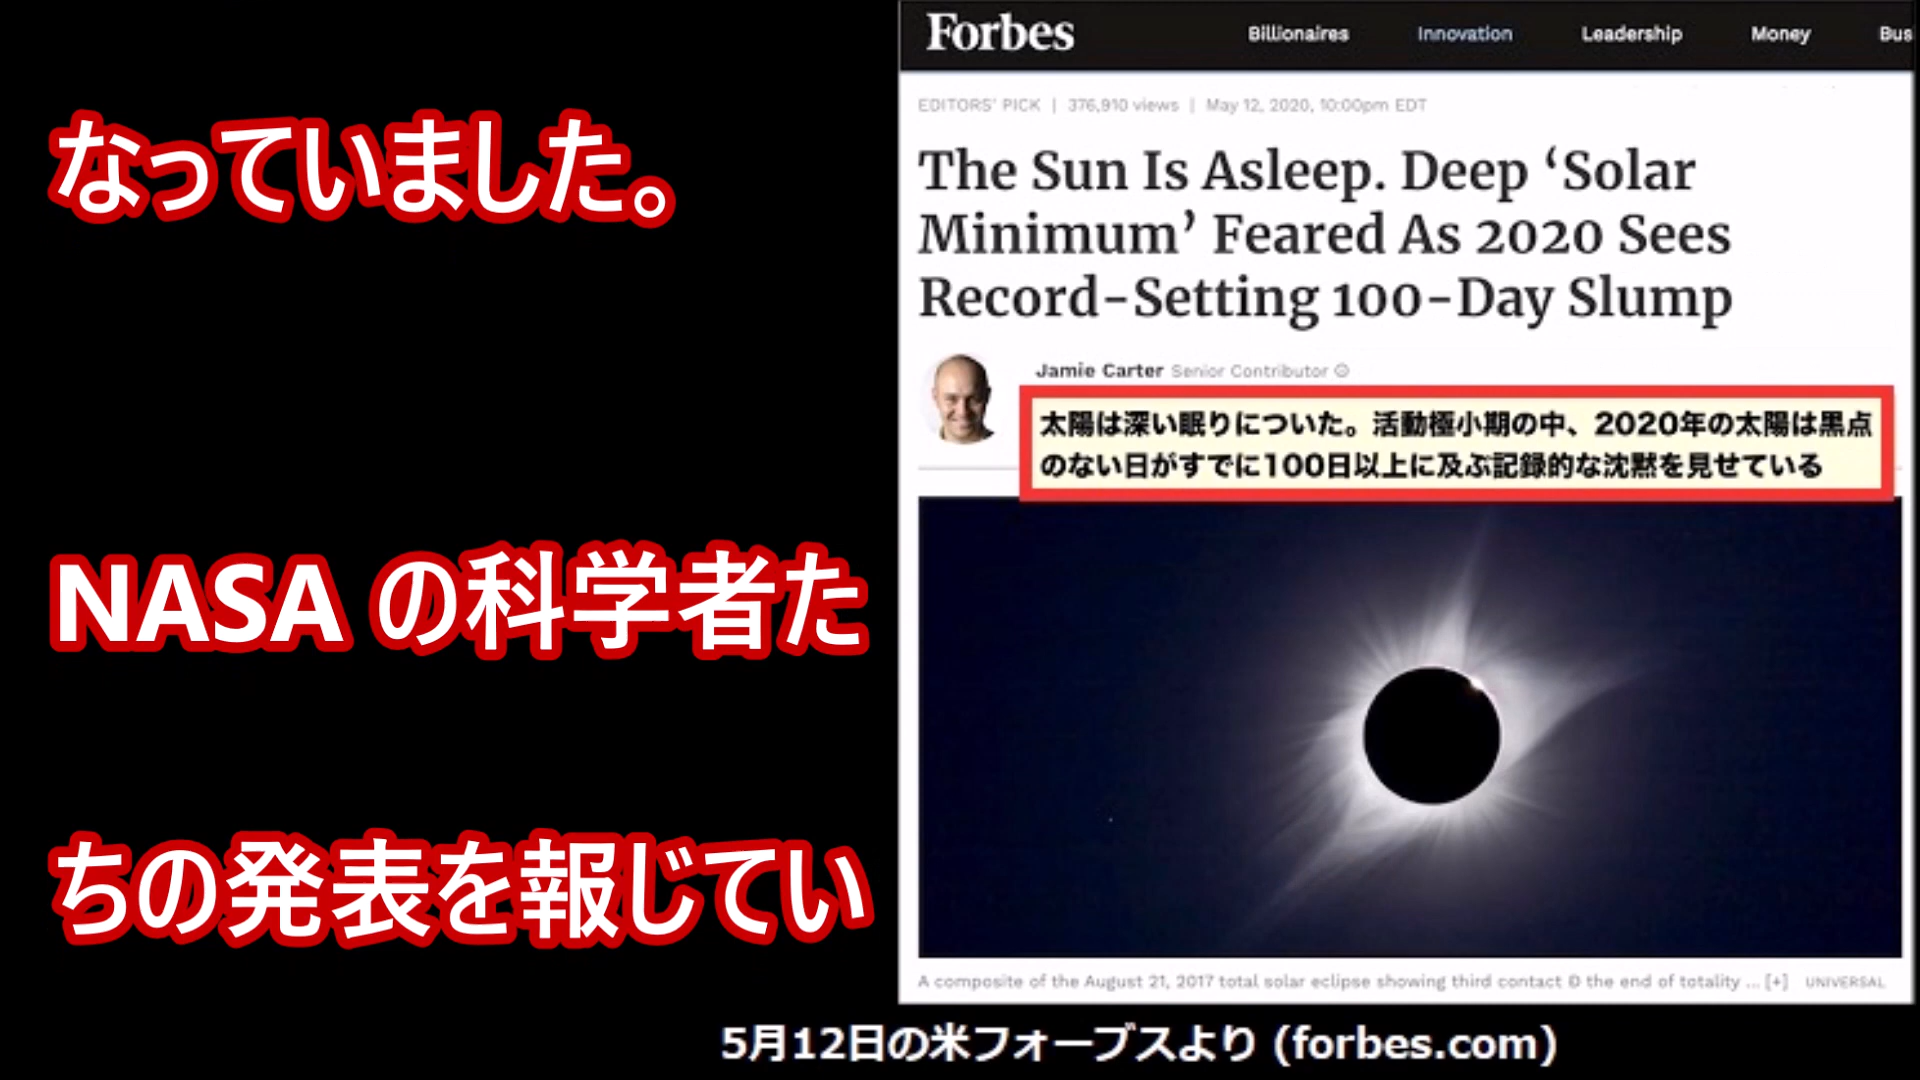 なっていました。
NASA の科学者た
ちの発表を報じてい
Forbes
Billionaires Innovation Leadership Money Bus
EDITORS' PICK | 376,910 views | May 12, 2020, 10:00pm EDT
The Sun Is Asleep. Deep ‘Solar
Minimum’ Feared As 2020 Sees
Record-Setting 100-Day Slump
Jamie Carter Senior Contributor
太陽は深い眠りについた。活動極小期の中、2020年の太陽は黒点
のない日がすでに100日以上に及ぶ記録的な沈黙を見せている
A composite of the August 21, 2017 total solar eclipse showing third contact © the end of totality ... [+] UNIVERSAL
5月12日の米フォーブスより (forbes.com)